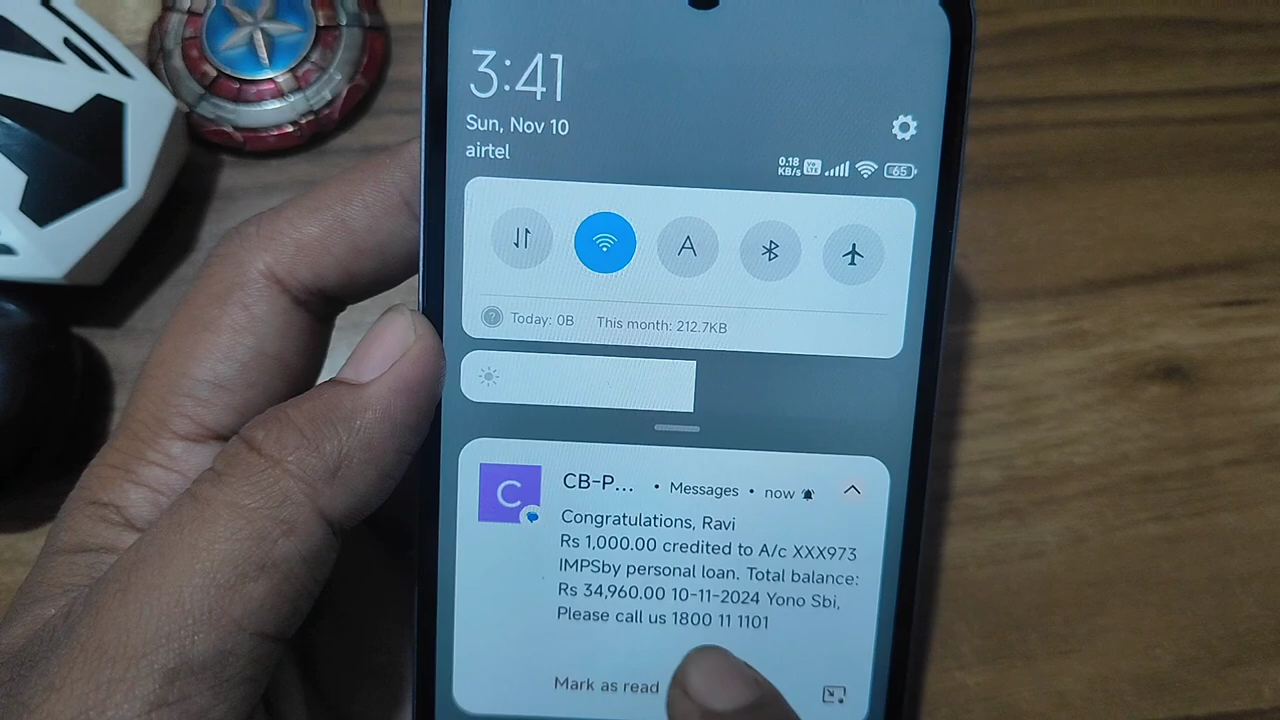 3:41
Sun, Nov 10
airtel
0.18
KB/s
Vo
LTE
65
A
Today: 0B This month: 212.7KB
C
CB-P... • Messages • now
Congratulations, Ravi
Rs 1,000.00 credited to A/c XXX973
IMPSby personal loan. Total balance:
Rs 34,960.00 10-11-2024 Yono Sbi,
Please call us 1800 11 1101
Mark as read